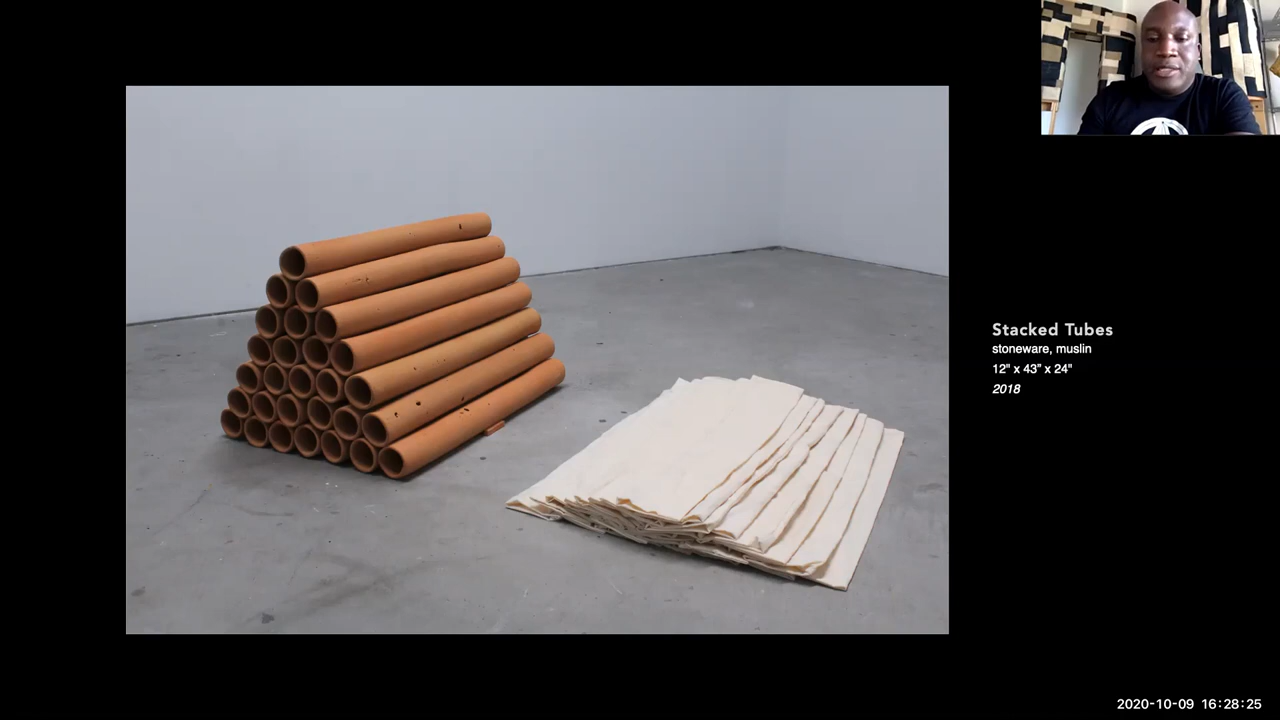 Stacked Tubes
stoneware, muslin
12" x 43" x 24"
2018
2020-10-09 16:28:25